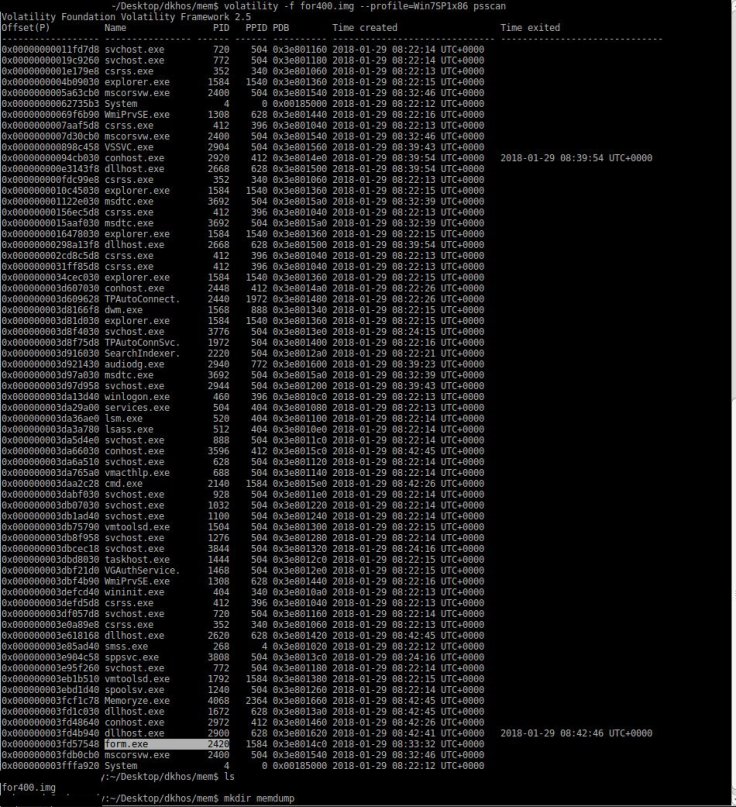 -/Desktop/dkhos/mem$ volatility -f for400.img --profile=Win7SP1x86 psscan
Volatility Foundation Volatility Framework 2.5
Offset(P) Name PID PPID PDB Time created Time exited
------------------ ---------------- ------ ------ ---------- ------------------------------ ------------------------------
0x00000000011fd7d8 svchost.exe 720 504 0x3e801160 2018-01-29 08:22:14 UTC+0000
0x00000000019c9260 svchost.exe 772 504 0x3e801180 2018-01-29 08:22:14 UTC+0000
0x0000000001e179e8 csrss.exe 352 340 0x3e801060 2018-01-29 08:22:13 UTC+0000
0x0000000004b09030 explorer.exe 1584 1540 0x3e801360 2018-01-29 08:22:15 UTC+0000
0x0000000005a63cb0 mscorsvw.exe 2400 504 0x3e801540 2018-01-29 08:32:46 UTC+0000
0x00000000062735b3 System 4 0 0x00185000 2018-01-29 08:22:12 UTC+0000
0x00000000069f6b90 WmiPrvSE.exe 1308 628 0x3e801440 2018-01-29 08:22:16 UTC+0000
0x0000000007aaf5d8 csrss.exe 412 396 0x3e801040 2018-01-29 08:22:13 UTC+0000
0x0000000007d30cb0 mscorsvw.exe 2400 504 0x3e801540 2018-01-29 08:32:46 UTC+0000
0x000000000898c458 VSSVC.exe 2904 504 0x3e801560 2018-01-29 08:39:43 UTC+0000
0x00000000094cb030 conhost.exe 2920 412 0x3e8014e0 2018-01-29 08:39:54 UTC+0000 2018-01-29 08:39:54 UTC+0000
0x000000000e3143f8 dllhost.exe 2668 628 0x3e801500 2018-01-29 08:39:54 UTC+0000
0x000000000fdc99e8 csrss.exe 352 340 0x3e801060 2018-01-29 08:22:13 UTC+0000
0x0000000010c45030 explorer.exe 1584 1540 0x3e801360 2018-01-29 08:22:15 UTC+0000
0x0000000001122e030 msdtc.exe 3692 504 0x3e8015a0 2018-01-29 08:32:39 UTC+0000
0x00000000156ec5d8 csrss.exe 412 396 0x3e801040 2018-01-29 08:22:13 UTC+0000
0x0000000015aaf030 msdtc.exe 3692 504 0x3e8015a0 2018-01-29 08:32:39 UTC+0000
0x0000000016478030 explorer.exe 1584 1540 0x3e801360 2018-01-29 08:22:15 UTC+0000
0x00000000298a13f8 dllhost.exe 2668 628 0x3e801500 2018-01-29 08:39:54 UTC+0000
0x000000002cd8c5d8 csrss.exe 412 396 0x3e801040 2018-01-29 08:22:13 UTC+0000
0x0000000031ff85d8 csrss.exe 412 396 0x3e801040 2018-01-29 08:22:13 UTC+0000
0x0000000034cec030 explorer.exe 1584 1540 0x3e801360 2018-01-29 08:22:15 UTC+0000
0x000000003d607030 conhost.exe 2448 412 0x3e8014a0 2018-01-29 08:22:26 UTC+0000
0x000000003d609628 TPAutoConnect. 2440 1972 0x3e801480 2018-01-29 08:22:26 UTC+0000
0x000000003d8166f8 dwm.exe 1568 888 0x3e801340 2018-01-29 08:22:15 UTC+0000
0x000000003d81d030 explorer.exe 1584 1540 0x3e801360 2018-01-29 08:22:15 UTC+0000
0x000000003d8f4030 svchost.exe 3776 504 0x3e8013e0 2018-01-29 08:24:15 UTC+0000
0x000000003d8f75d8 TPAutoConnSvc. 1972 504 0x3e801400 2018-01-29 08:22:16 UTC+0000
0x000000003d916030 SearchIndexer. 2220 504 0x3e8012a0 2018-01-29 08:22:21 UTC+0000
0x000000003d921430 audiodg.exe 2940 772 0x3e801600 2018-01-29 08:39:23 UTC+0000
0x000000003d97a030 msdtc.exe 3692 504 0x3e8015a0 2018-01-29 08:32:39 UTC+0000
0x000000003d97d958 svchost.exe 2944 504 0x3e801200 2018-01-29 08:39:43 UTC+0000
0x000000003da13d40 winlogon.exe 460 396 0x3e8010c0 2018-01-29 08:22:13 UTC+0000
0x000000003da29a00 services.exe 504 404 0x3e801080 2018-01-29 08:22:13 UTC+0000
0x000000003da36ae0 lsm.exe 520 404 0x3e801100 2018-01-29 08:22:14 UTC+0000
0x000000003da3a780 lsass.exe 512 404 0x3e8010e0 2018-01-29 08:22:14 UTC+0000
0x000000003da5d4e0 svchost.exe 888 504 0x3e8011c0 2018-01-29 08:22:14 UTC+0000
0x000000003da66030 conhost.exe 3596 412 0x3e8015c0 2018-01-29 08:42:45 UTC+0000
0x000000003da6a510 svchost.exe 628 504 0x3e801120 2018-01-29 08:22:14 UTC+0000
0x000000003da765a0 vmacthlp.exe 688 504 0x3e801140 2018-01-29 08:22:14 UTC+0000
0x000000003daa2c28 cmd.exe 2140 1584 0x3e8015e0 2018-01-29 08:42:26 UTC+0000
0x000000003dabf030 svchost.exe 928 504 0x3e8011e0 2018-01-29 08:22:14 UTC+0000
0x000000003db07030 svchost.exe 1032 504 0x3e801220 2018-01-29 08:22:14 UTC+0000
0x000000003db1ad40 svchost.exe 1100 504 0x3e801240 2018-01-29 08:22:14 UTC+0000
0x000000003db75790 vmtoolsd.exe 1504 504 0x3e801300 2018-01-29 08:22:15 UTC+0000
0x000000003db8f958 svchost.exe 1276 504 0x3e801280 2018-01-29 08:22:14 UTC+0000
0x000000003dbcec18 svchost.exe 3844 504 0x3e801320 2018-01-29 08:24:16 UTC+0000
0x000000003dbd8030 taskhost.exe 1444 504 0x3e8012c0 2018-01-29 08:22:15 UTC+0000
0x000000003dbf21d0 VGAuthService. 1468 504 0x3e8012e0 2018-01-29 08:22:15 UTC+0000
0x000000003dbf4b90 WmiPrvSE.exe 1308 628 0x3e801440 2018-01-29 08:22:16 UTC+0000
0x000000003defcd40 wininit.exe 404 340 0x3e8010a0 2018-01-29 08:22:13 UTC+0000
0x000000003defd5d8 csrss.exe 412 396 0x3e801040 2018-01-29 08:22:13 UTC+0000
0x000000003df057d8 svchost.exe 720 504 0x3e801160 2018-01-29 08:22:14 UTC+0000
0x000000003e0a89e8 csrss.exe 352 340 0x3e801060 2018-01-29 08:22:13 UTC+0000
0x000000003e618168 dllhost.exe 2620 628 0x3e801420 2018-01-29 08:42:45 UTC+0000
0x000000003e85ad40 smss.exe 268 4 0x3e801020 2018-01-29 08:22:12 UTC+0000
0x000000003e904c58 sppsvc.exe 3808 504 0x3e8013c0 2018-01-29 08:24:16 UTC+0000
0x000000003e95f260 svchost.exe 772 504 0x3e801180 2018-01-29 08:22:14 UTC+0000
0x000000003eb1b510 vmtoolsd.exe 1792 1584 0x3e801380 2018-01-29 08:22:15 UTC+0000
0x000000003ebd1d40 spoolsv.exe 1240 504 0x3e801260 2018-01-29 08:22:14 UTC+0000
0x000000003fcf1c78 Memoryze.exe 4068 2364 0x3e801660 2018-01-29 08:42:45 UTC+0000
0x000000003fd1c030 dllhost.exe 1672 628 0x3e8013a0 2018-01-29 08:42:45 UTC+0000
0x000000003fd48640 conhost.exe 2972 412 0x3e801460 2018-01-29 08:42:26 UTC+0000
0x000000003fd4b940 dllhost.exe 2900 628 0x3e801620 2018-01-29 08:42:41 UTC+0000 2018-01-29 08:42:46 UTC+0000
0x000000003fd57548 form.exe 2420 1584 0x3e8014c0 2018-01-29 08:33:32 UTC+0000
0x000000003fdb0cb0 mscorsvw.exe 2400 504 0x3e801540 2018-01-29 08:32:46 UTC+0000
0x000000003fffa920 System 4 0 0x00185000 2018-01-29 08:22:12 UTC+0000
y:~/Desktop/dkhos/mem$ ls
for400.img
y:~/Desktop/dkhos/mem$ mkdir memdump